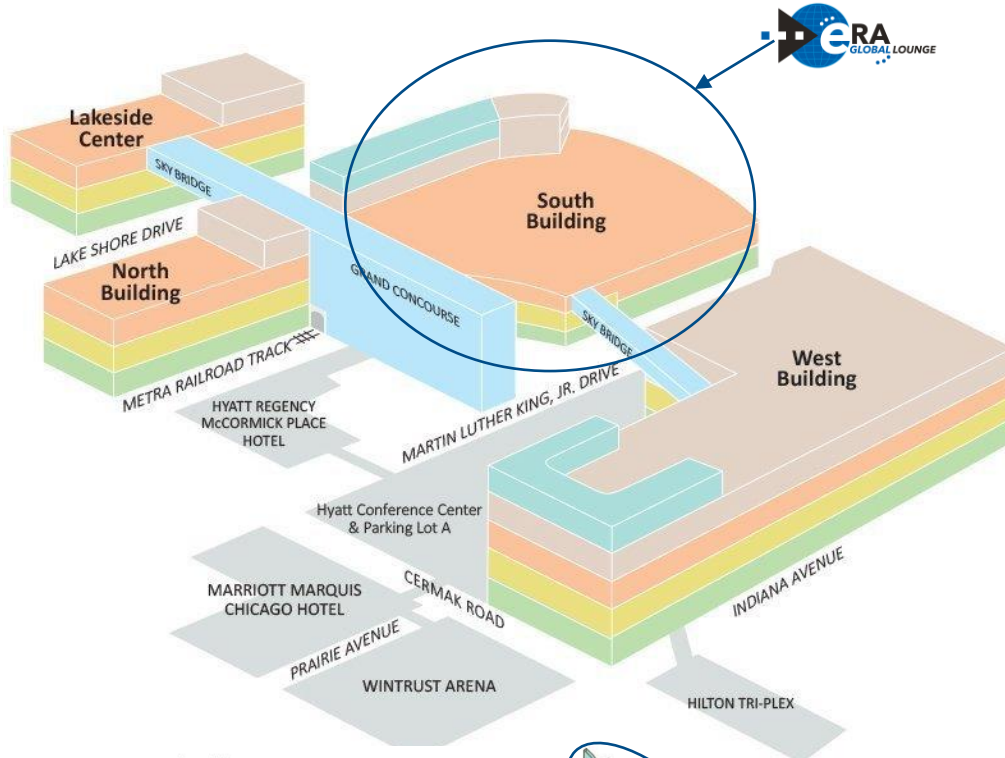 eRA
GLOBAL LOUNGE
Lakeside
Center
SKY BRIDGE
LAKE SHORE DRIVE
South
Building
North
Building
GRAND CONCOURSE
SKY BRIDGE
West
Building
METRA RAILROAD TRACK
HYATT REGENCY
McCORMICK PLACE
HOTEL
MARTIN LUTHER KING, JR. DRIVE
Hyatt Conference Center
& Parking Lot A
INDIANA AVENUE
CERMAK ROAD
MARRIOTT MARQUIS
CHICAGO HOTEL
PRAIRIE AVENUE
WINTRUST ARENA
HILTON TRI-PLEX